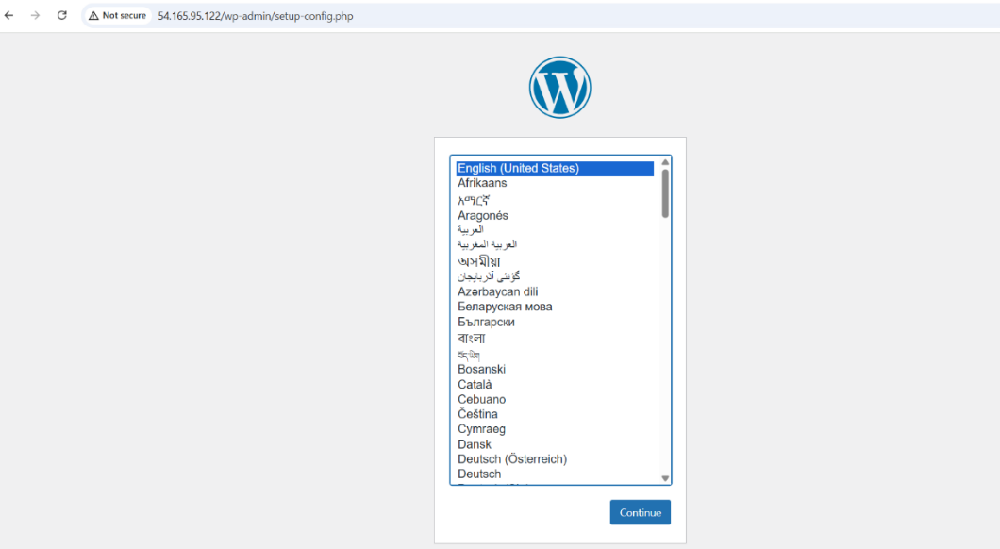 Not secure 54.165.95.122/wp-admin/setup-config.php
English (United States)
Afrikaans
አማርኛ
Aragonés
العربية
العربية المغربية
অসমীয়া
گؤنئی آذربایجان
Azərbaycan dili
Беларуская мова
Български
বাংলা
བོད་ཡིག
Bosanski
Català
Cebuano
Čeština
Cymraeg
Dansk
Deutsch (Österreich)
Deutsch
Continue